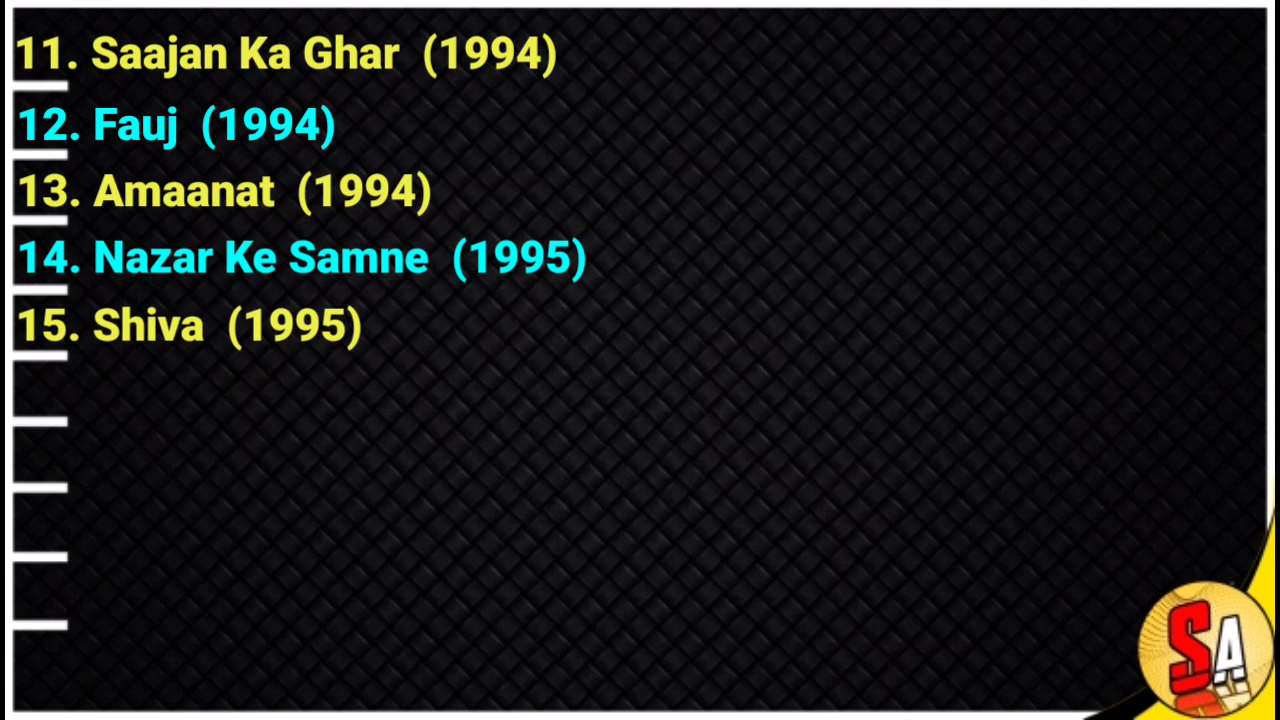 11. Saajan Ka Ghar (1994)
12. Fauj (1994)
13. Amaanat (1994)
14. Nazar Ke Samne (1995)
15. Shiva (1995)
SA